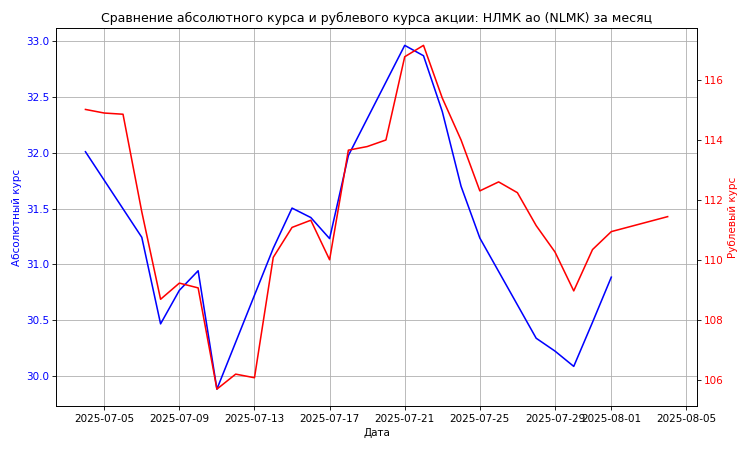 Сравнение абсолютного курса и рублевого курса акции: НЛМК ао (NLMK) за месяц
33.0
32.5
32.0
31.5
31.0
30.5
30.0
Абсолютный курс
116
114
112
110
108
106
Рублевый курс
2025-07-05 2025-07-09 2025-07-13 2025-07-17 2025-07-21 2025-07-25 2025-07-29 2025-08-01 2025-08-05
Дата